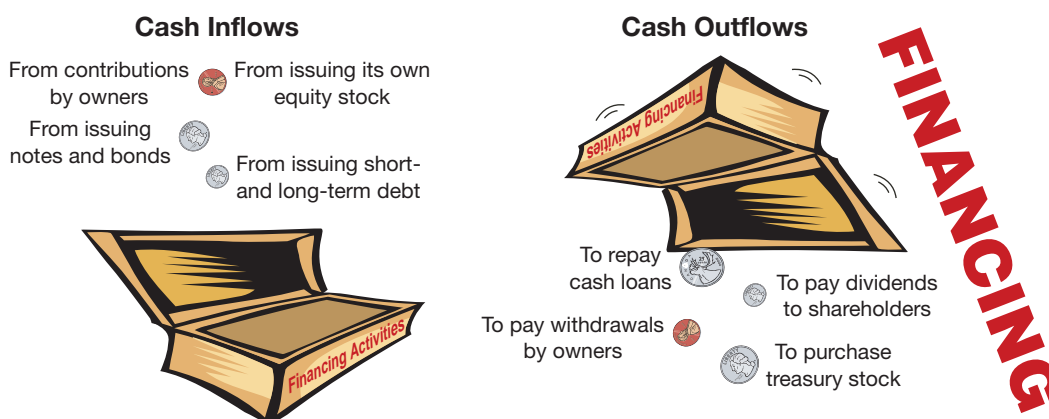 Cash Inflows
From contributions
by owners
From issuing its own
equity stock
From issuing
notes and bonds
From issuing short-
and long-term debt
Financing Activities
Cash Outflows
Financing Activities
To repay
cash loans
To pay dividends
to shareholders
To pay withdrawals
by owners
To purchase
treasury stock
FINANCING